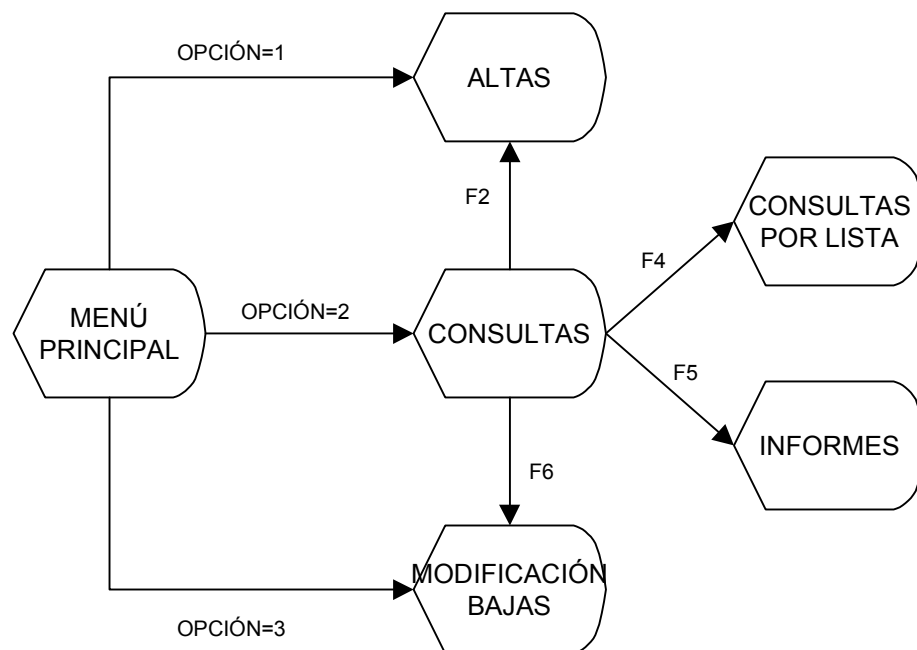 OPCIÓN=1
ALTAS
F2
CONSULTAS
POR LISTA
F4
MENÚ
PRINCIPAL
OPCIÓN=2
CONSULTAS
F5
INFORMES
F6
MODIFICACIÓN
BAJAS
OPCIÓN=3